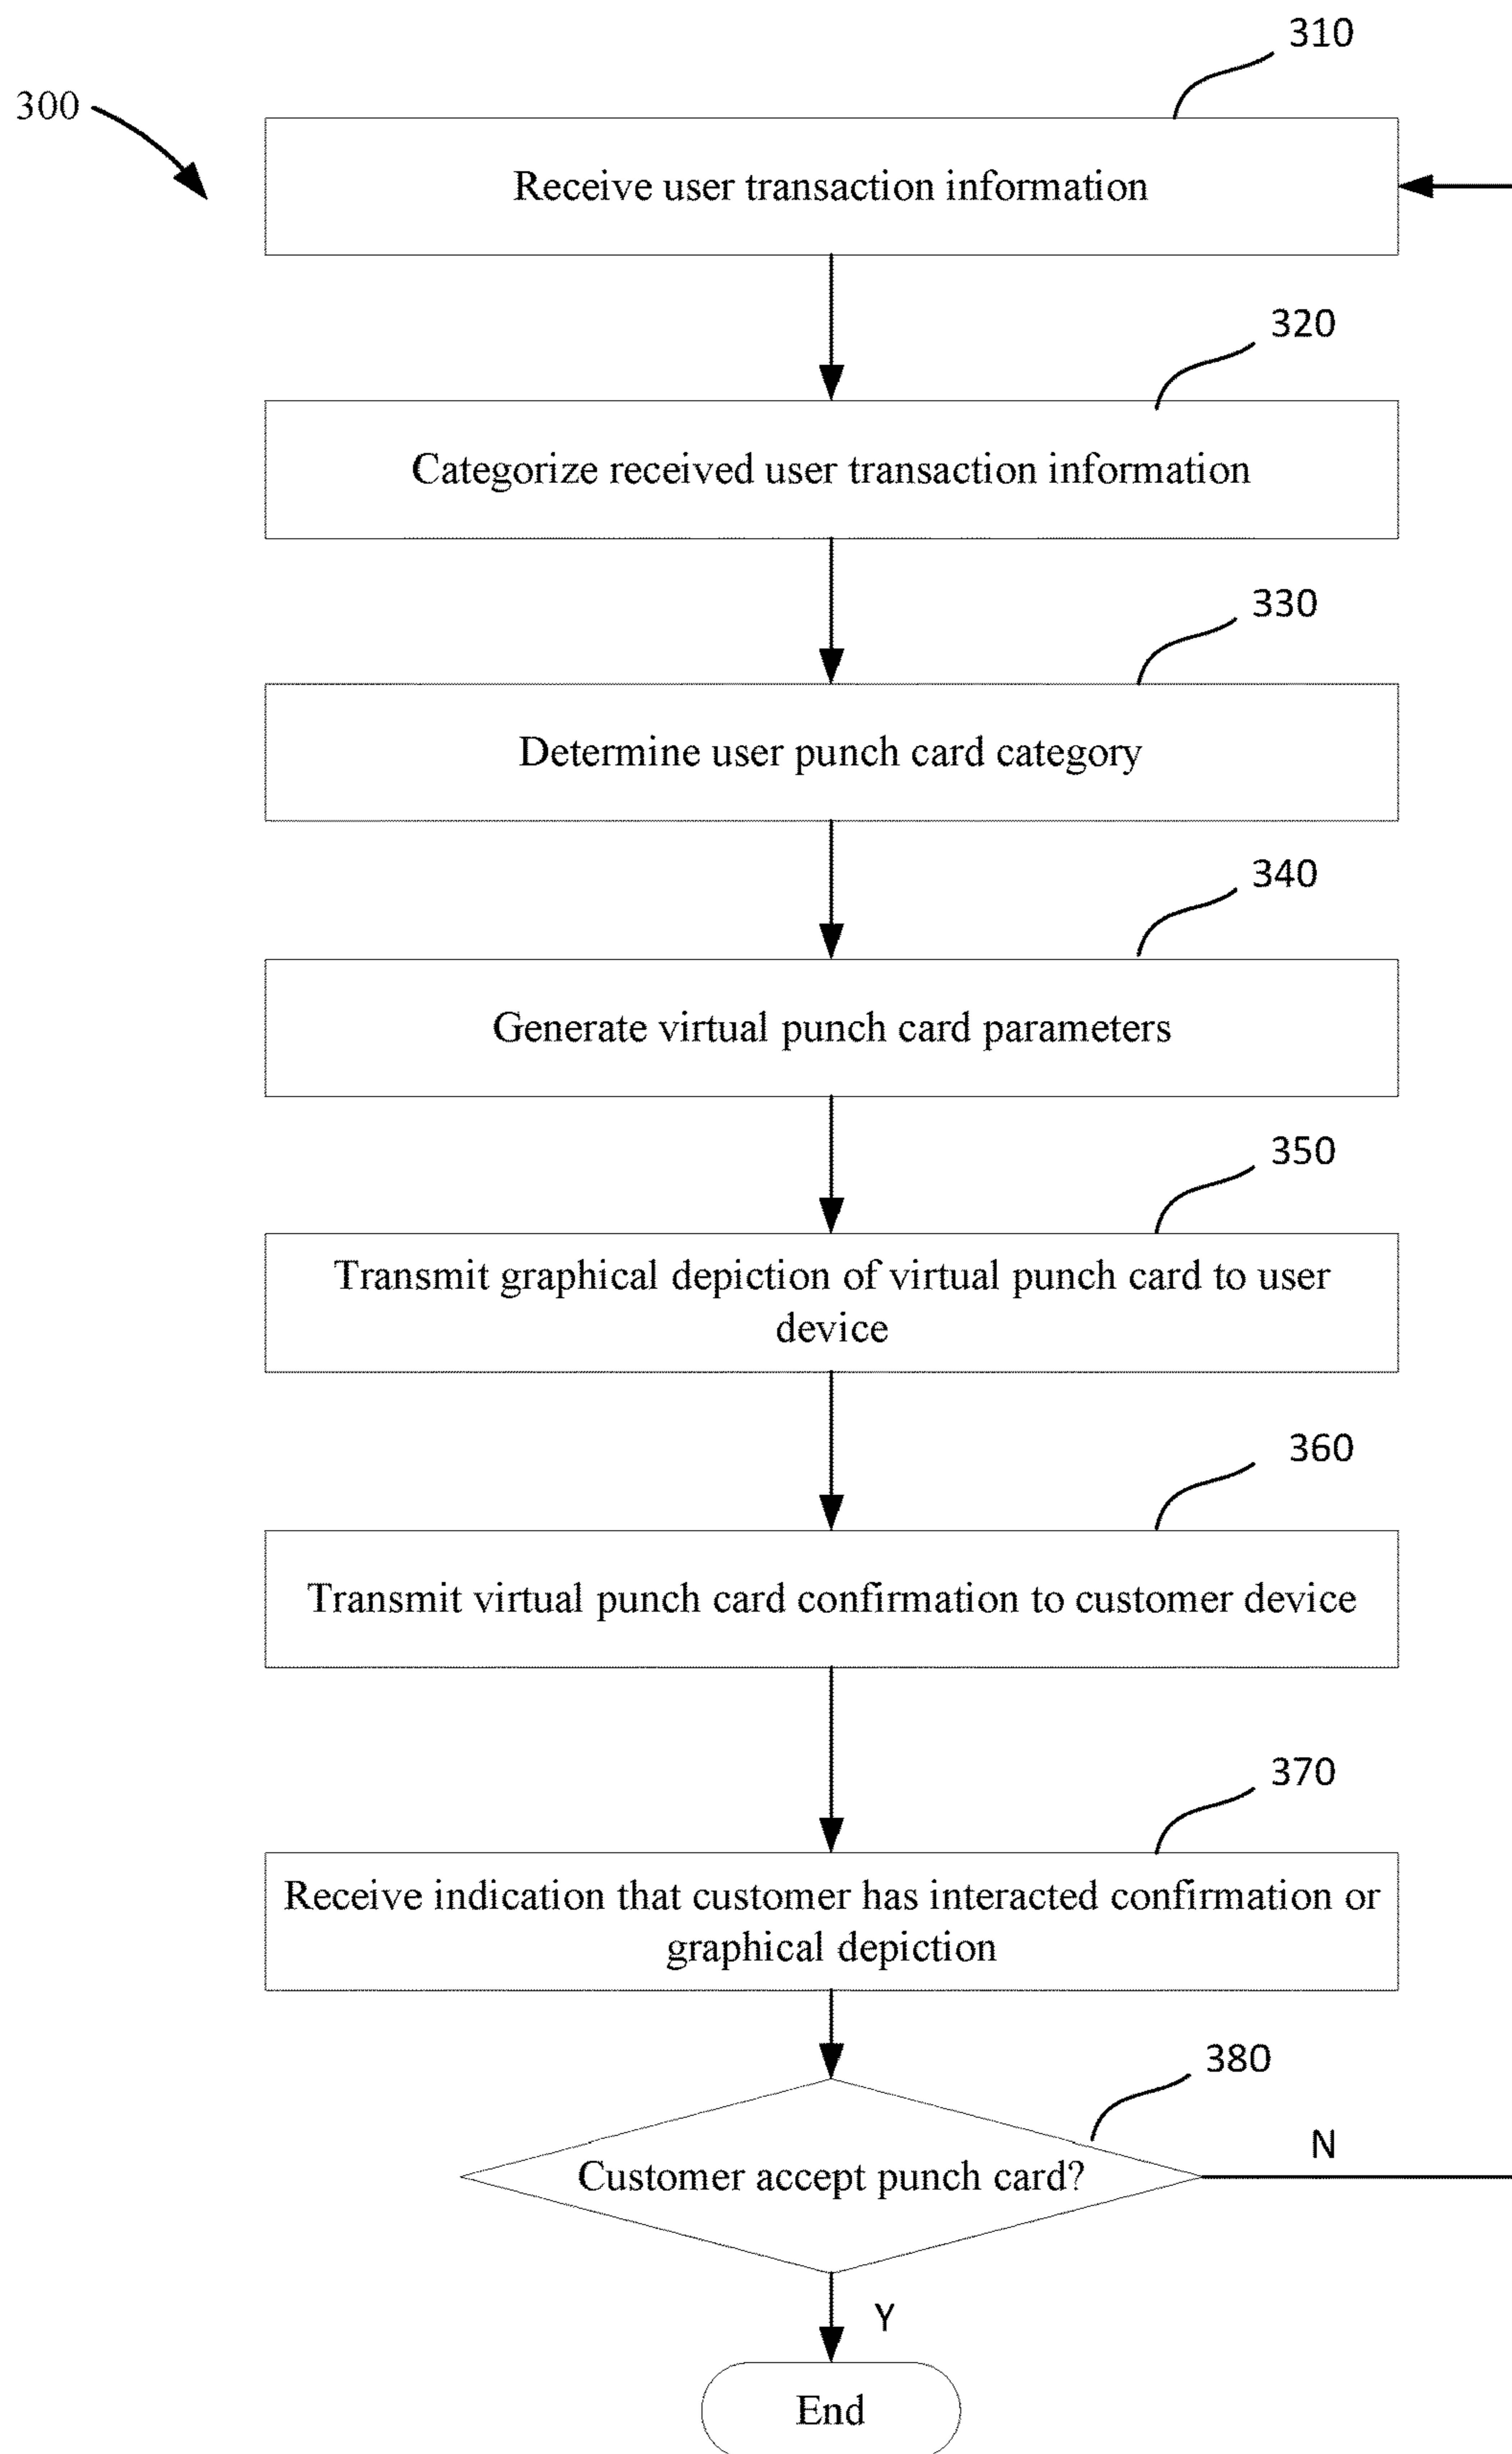 310
300
Receive user transaction information
320
Categorize received user transaction information
330
Determine user punch card category
340
Generate virtual punch card parameters
350
Transmit graphical depiction of virtual punch card to user
device
360
Transmit virtual punch card confirmation to customer device
370
Receive indication that customer has interacted confirmation or
graphical depiction
380
Customer accept punch card?
N
Y
End